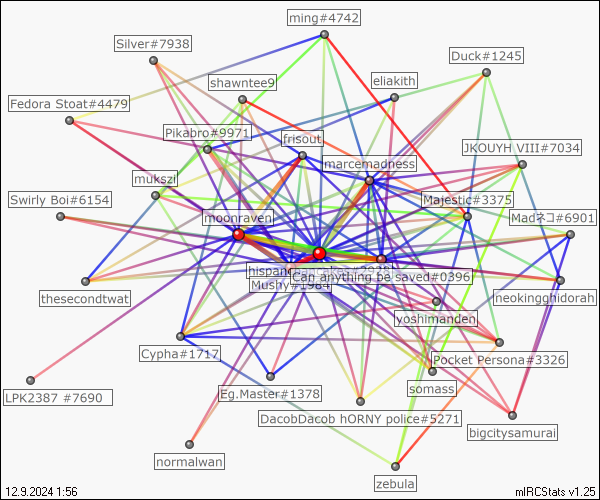 ming#4742
Silver#7938
Duck#1245
shawntee9
eliakith
Fedora Stoat#4479
Pikabro#9971
frisout
JKOUYH VIII#7034
marcemadness
mukszi
Swirly Boi#6154
Majestic#3375
moonraven
Madネコ#6901
Can anything be saved#0396
Mushy#1984
thesecondtwat
neokingghidorah
yoshimanden
Cypha#1717
Pocket Persona#3326
LPK2387 #7690
Eg.Master#1378
somass
DacobDacob hORNY police#5271
bigcitysamurai
normalwan
zebula
12.9.2024 1:56
mIRCStats v1.25